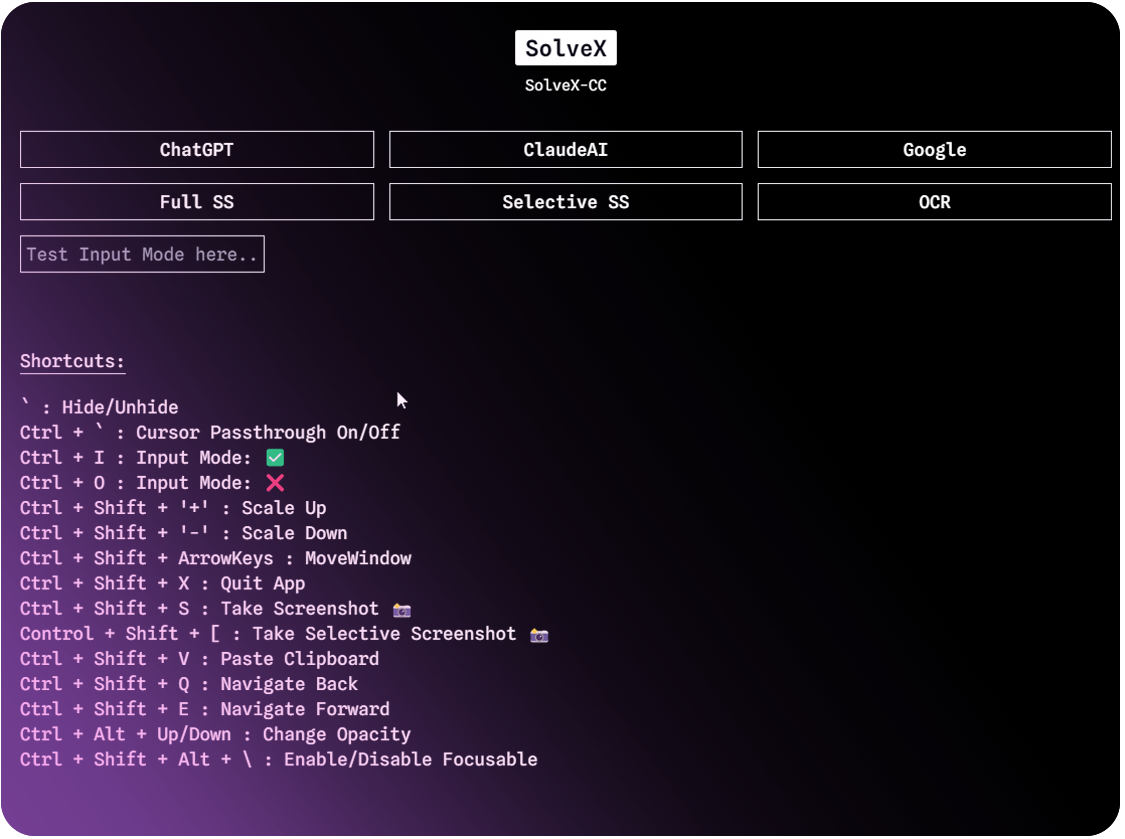 SolveX
SolveX-CC
ChatGPT
ClaudeAI
Google
Full SS
Selective SS
OCR
Test Input Mode here..
Shortcuts:
` : Hide/Unhide
Ctrl + ` : Cursor Passthrough On/Off
Ctrl + I : Input Mode: ✅
Ctrl + O : Input Mode: ❌
Ctrl + Shift + '+' : Scale Up
Ctrl + Shift + '-' : Scale Down
Ctrl + Shift + ArrowKeys : MoveWindow
Ctrl + Shift + X : Quit App
Ctrl + Shift + S : Take Screenshot 📸
Control + Shift + [ : Take Selective Screenshot 📸
Ctrl + Shift + V : Paste Clipboard
Ctrl + Shift + Q : Navigate Back
Ctrl + Shift + E : Navigate Forward
Ctrl + Alt + Up/Down : Change Opacity
Ctrl + Shift + Alt + \ : Enable/Disable Focusable